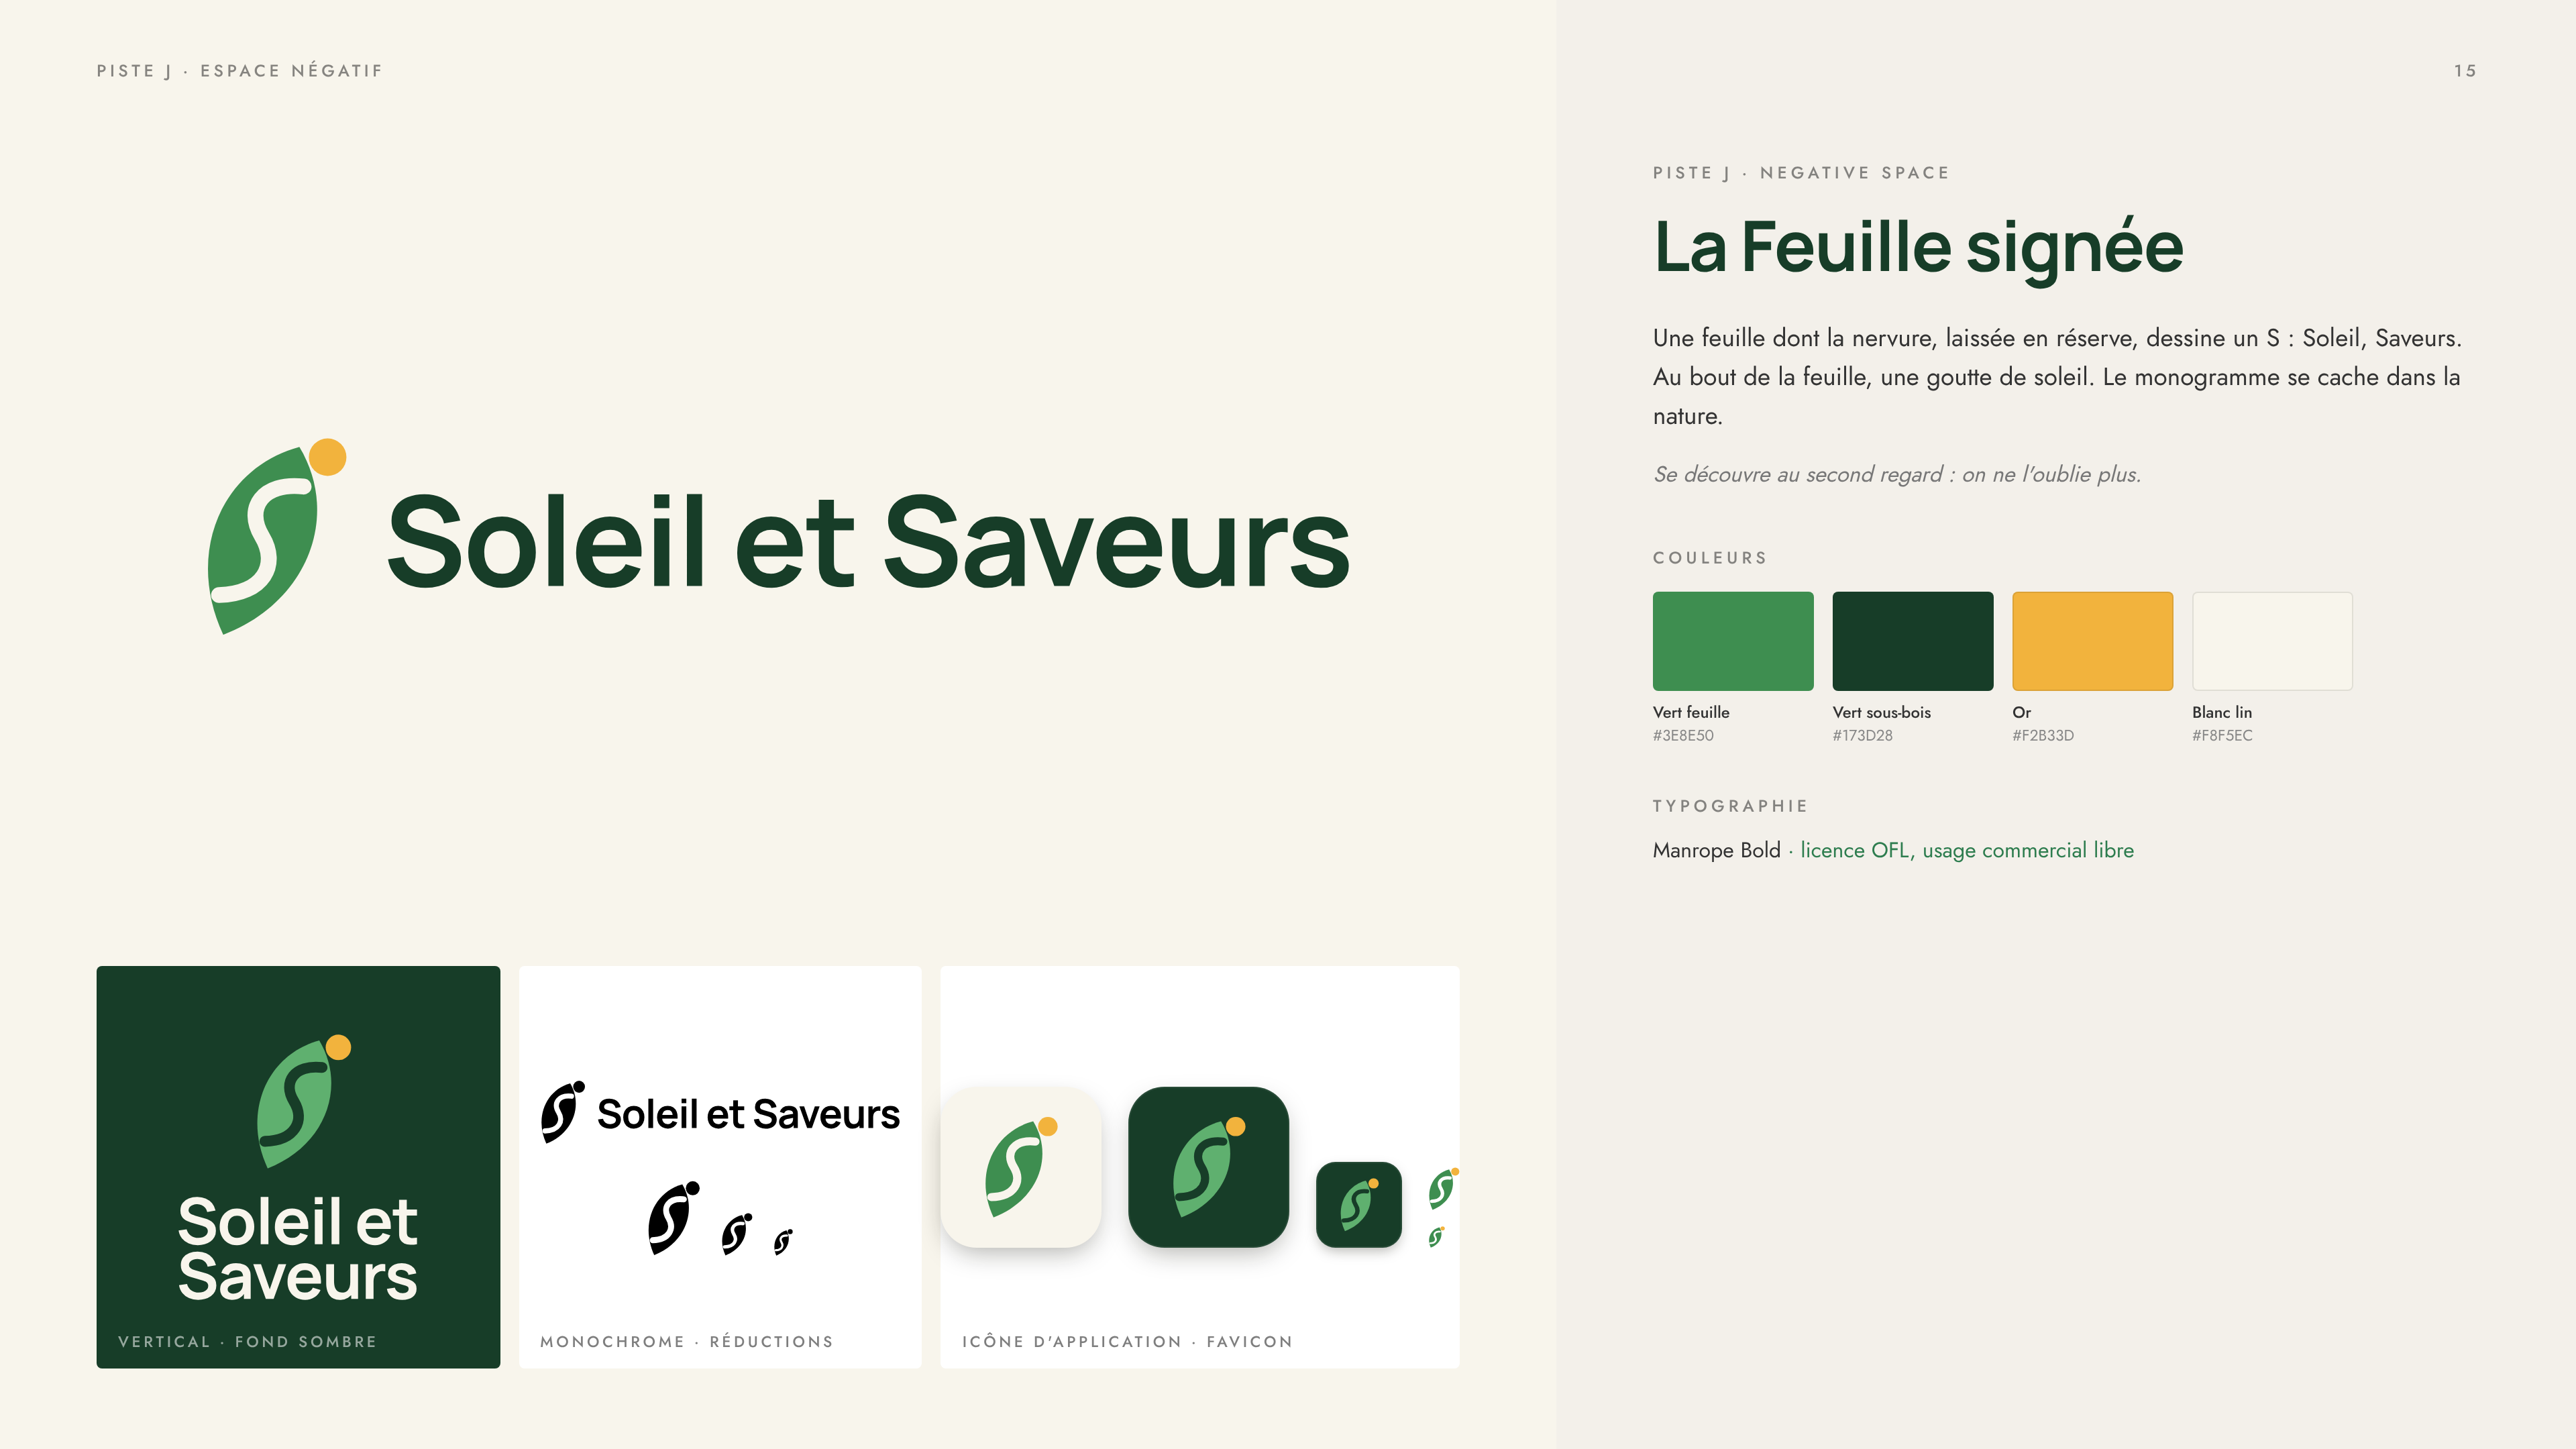 PISTE J · ESPACE NÉGATIF
15
Soleil et Saveurs
PISTE J · NEGATIVE SPACE
La Feuille signée
Une feuille dont la nervure, laissée en réserve, dessine un S : Soleil, Saveurs.
Au bout de la feuille, une goutte de soleil. Le monogramme se cache dans la
nature.
Se découvre au second regard : on ne l'oublie plus.
COULEURS
Vert feuille
#3E8E50
Vert sous-bois
#173D28
Or
#F2B33D
Blanc lin
#F8F5EC
TYPOGRAPHIE
Manrope Bold · licence OFL, usage commercial libre
Soleil et
Saveurs
VERTICAL · FOND SOMBRE
Soleil et Saveurs
MONOCHROME · RÉDUCTIONS
ICÔNE D'APPLICATION · FAVICON